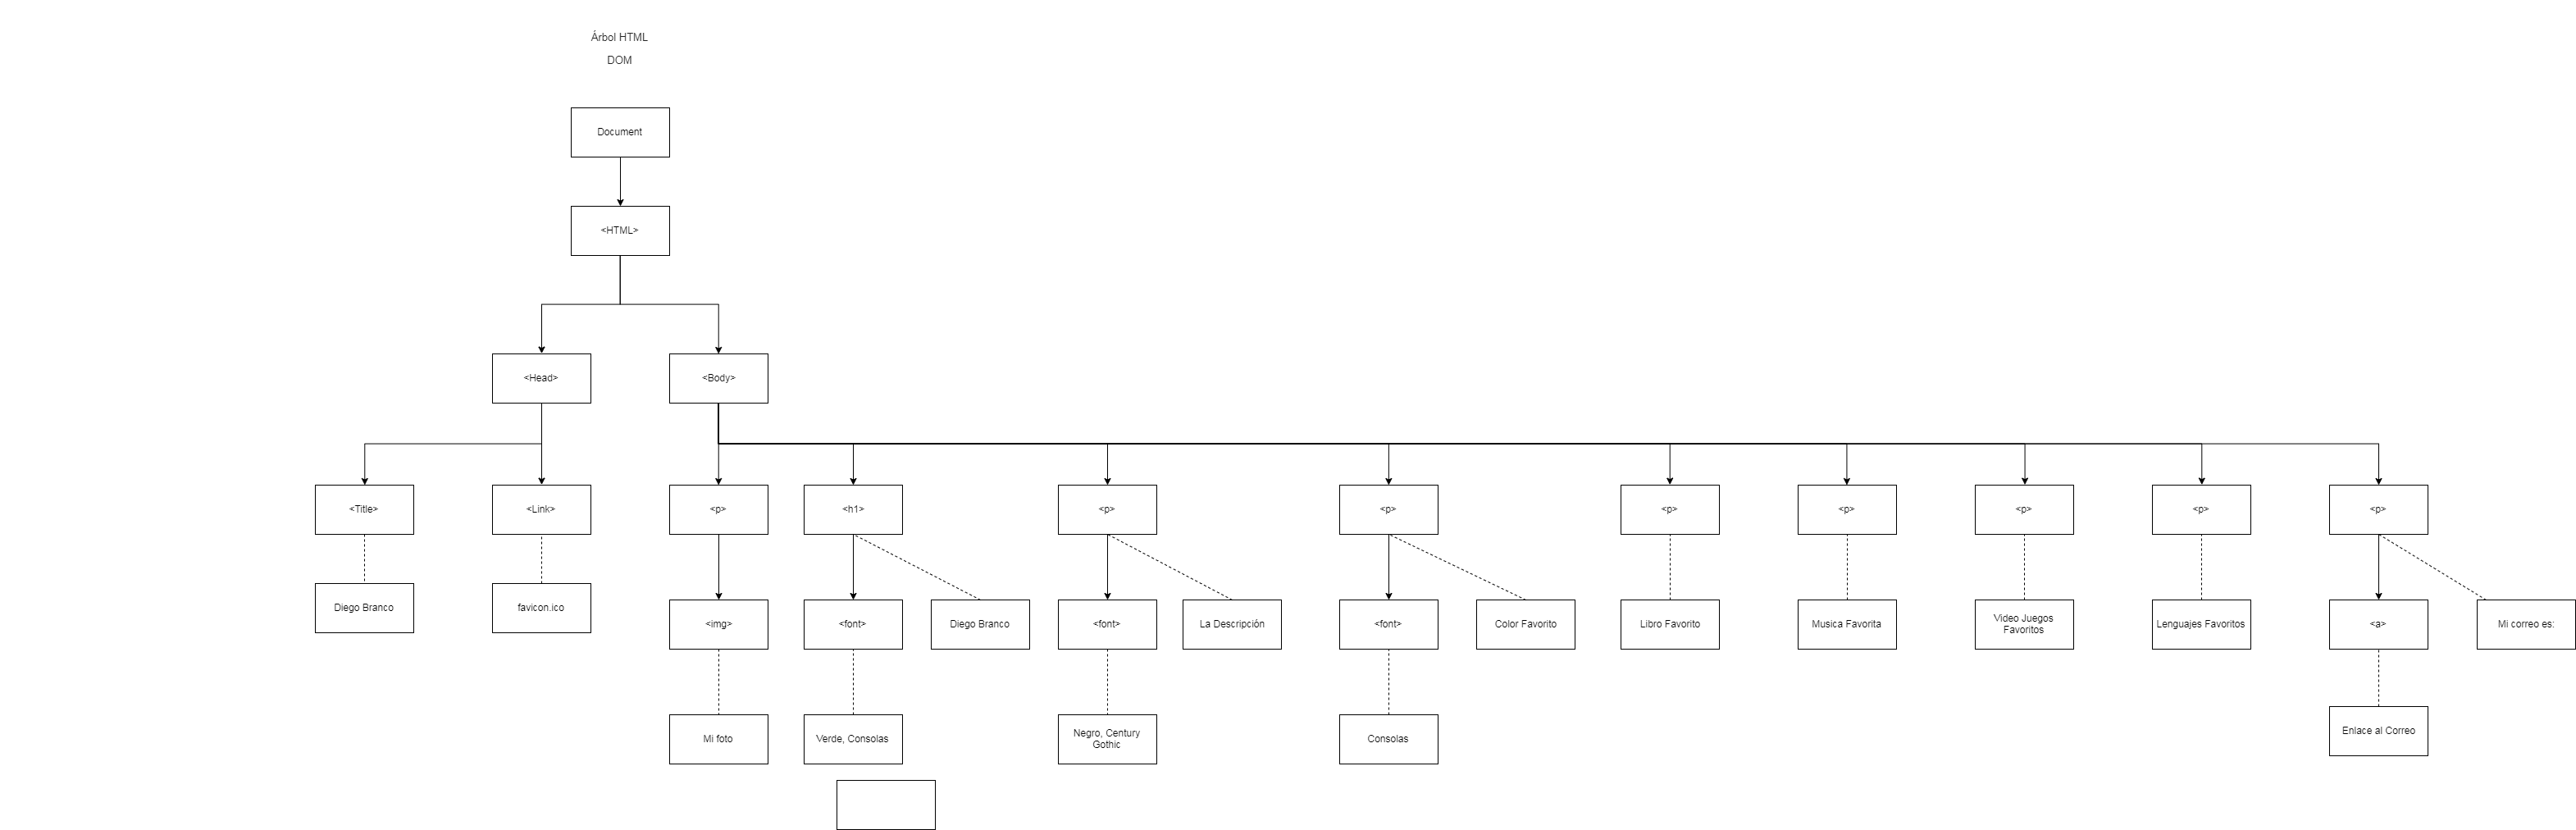 Árbol HTML
DOM
Document
<HTML>
<Head>
<Body>
<Title>
<Link>
<p>
<h1>
<p>
<p>
<p>
<p>
<p>
<p>
<p>
Diego Branco
favicon.ico
<img>
<font>
Diego Branco
<font>
La Descripción
<font>
Color Favorito
Libro Favorito
Musica Favorita
Video Juegos
Favoritos
Lenguajes Favoritos
<a>
Mi correo es:
Mi foto
Verde, Consolas
Negro, Century
Gothic
Consolas
Enlace al Correo